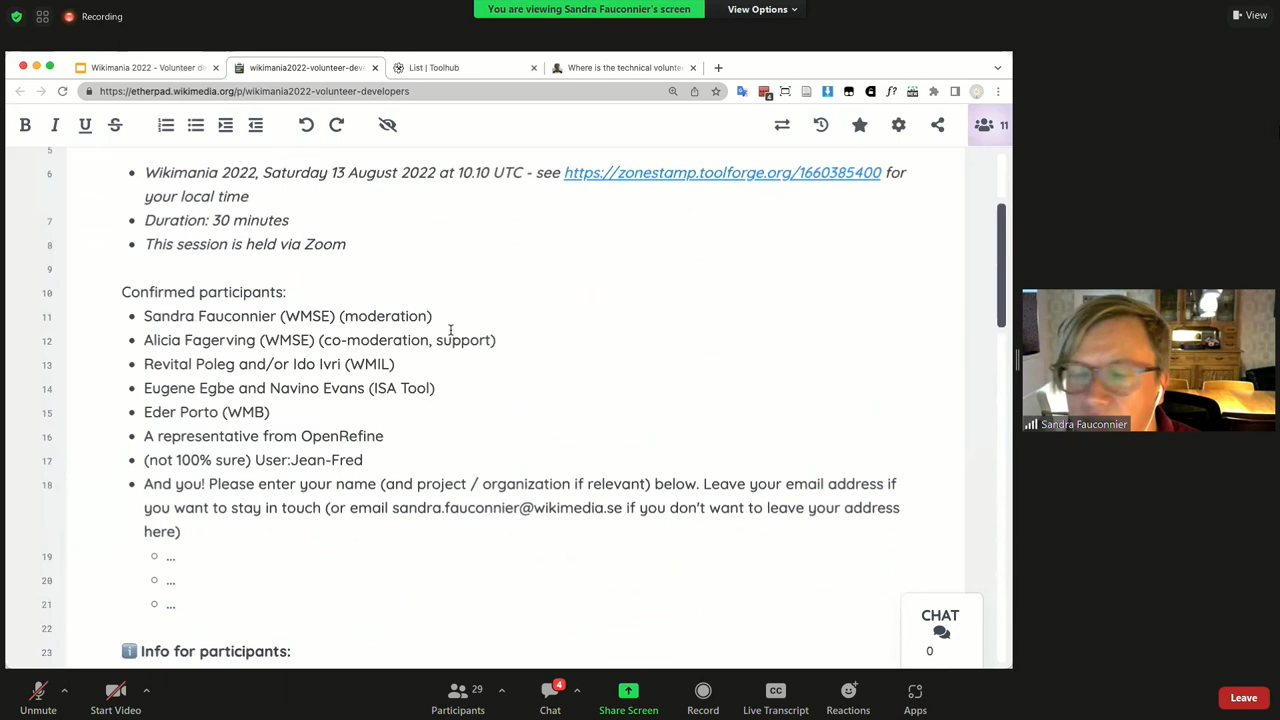 Recording
You are viewing Sandra Fauconnier's screen
View Options
View
Wikimania 2022 - Volunteer de
wikimania2022-volunteer-dev
List | Toolhub
Where is the technical volunte
https://etherpad.wikimedia.org/p/wikimania2022-volunteer-developers
B I U S
11
5
6 Wikimania 2022, Saturday 13 August 2022 at 10.10 UTC - see https://zonestamp.toolforge.org/1660385400 for
your local time
7 Duration: 30 minutes
8 This session is held via Zoom
9
10 Confirmed participants:
11 Sandra Fauconnier (WMSE) (moderation)
12 Alicia Fagerving (WMSE) (co-moderation, support)
13 Revital Poleg and/or Ido Ivri (WMIL)
14 Eugene Egbe and Navino Evans (ISA Tool)
15 Eder Porto (WMB)
16 A representative from OpenRefine
17 (not 100% sure) User:Jean-Fred
18 And you! Please enter your name (and project / organization if relevant) below. Leave your email address if
you want to stay in touch (or email sandra.fauconnier@wikimedia.se if you don't want to leave your address
here)
19 ...
20 ...
21 ...
22
23 Info for participants:
CHAT
0
Sandra Fauconnier
Unmute
Start Video
Participants 29
Chat 4
Share Screen
Record
CC
Live Transcript
Reactions
Apps
Leave